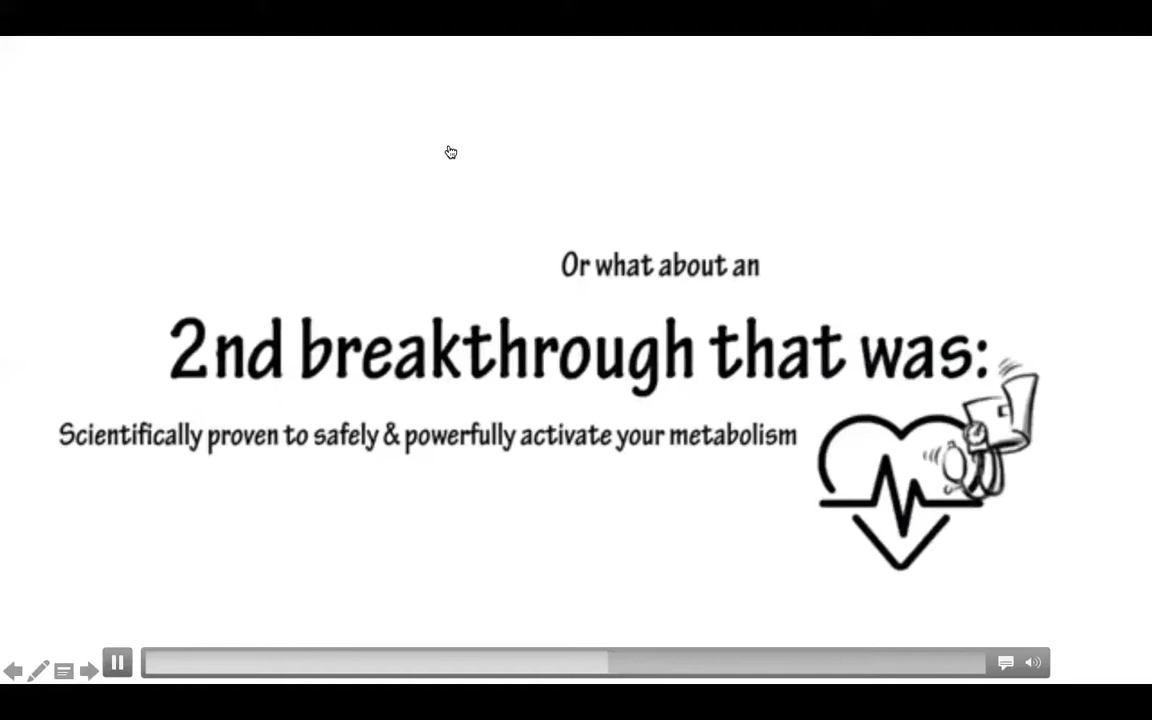 Or what about an
2nd breakthrough that was:
Scientifically proven to safely & powerfully activate your metabolism